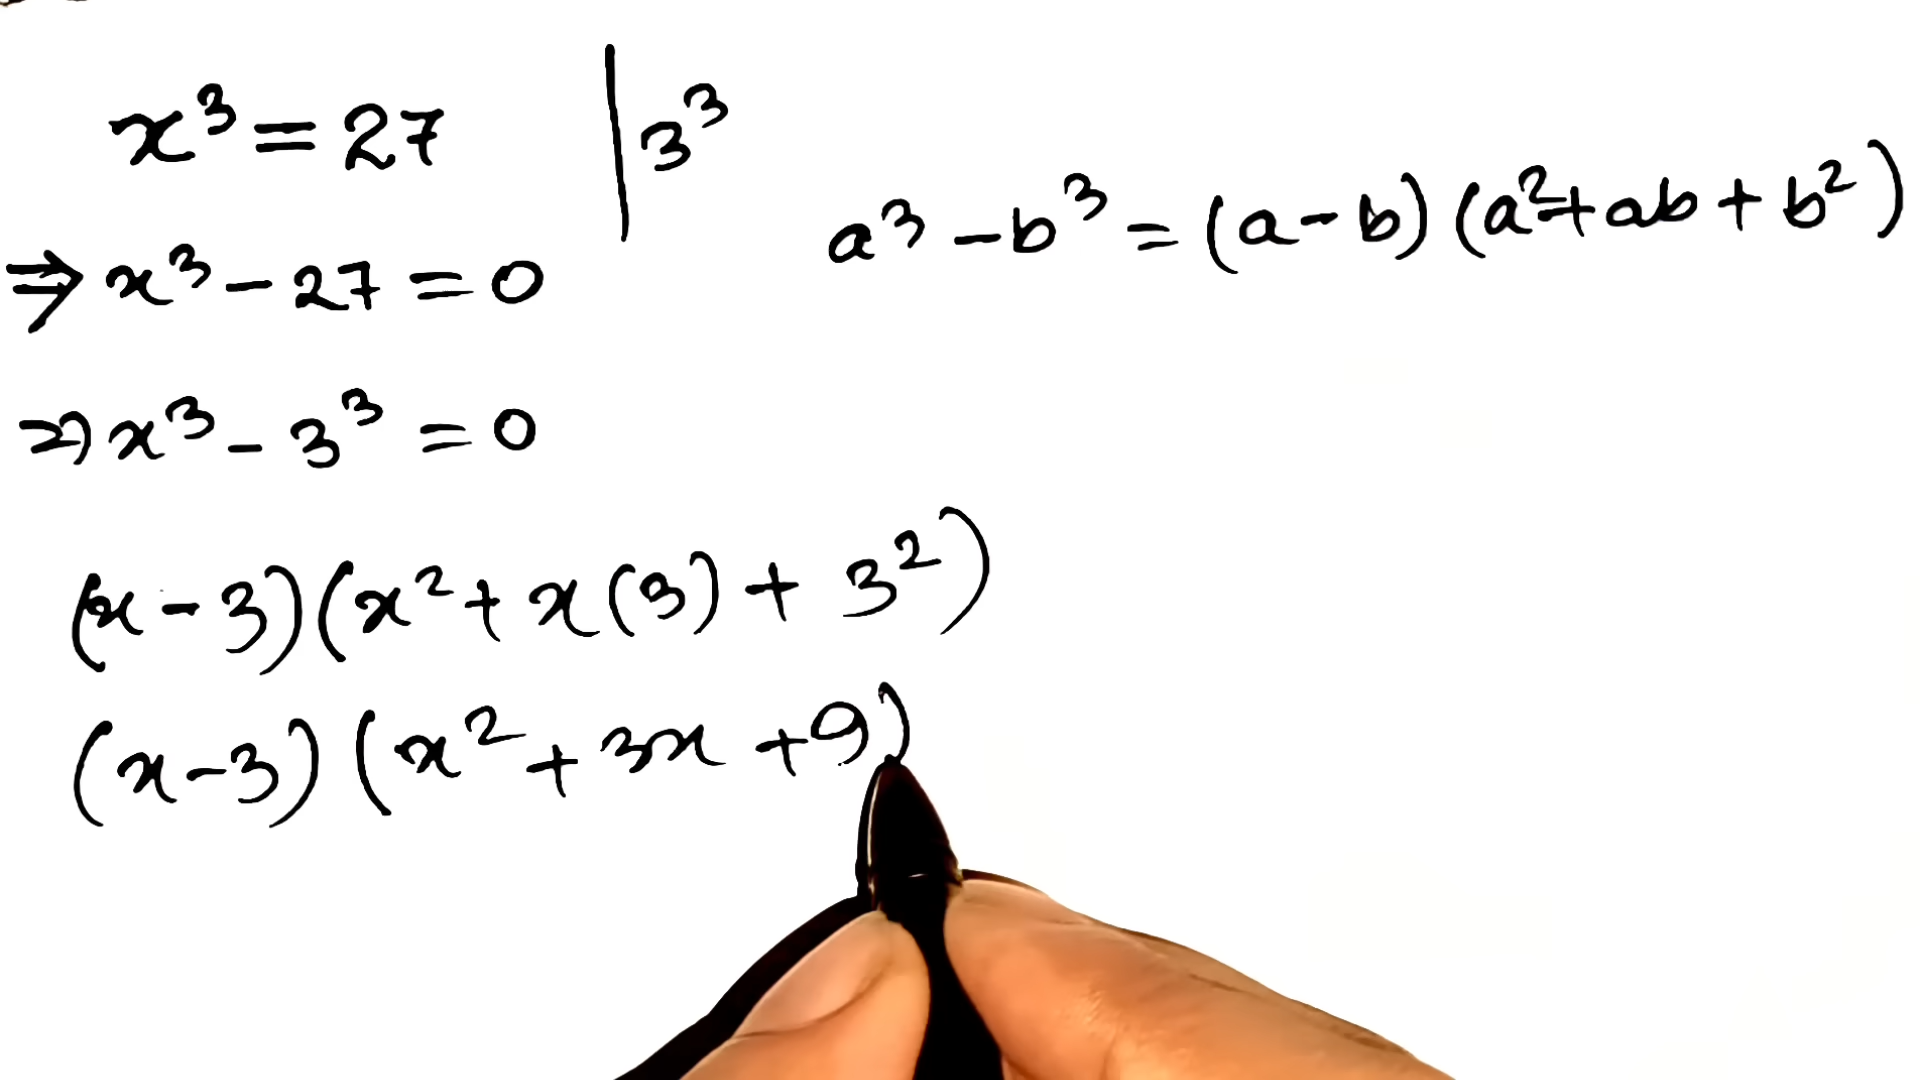 x³ = 27 | 3³
a³ - b³ = (a - b) (a² + ab + b²)
⇒ x³ - 27 = 0
⇒ x³ - 3³ = 0
(x - 3)(x² + x(3) + 3²)
(x - 3) (x² + 3x + 9)